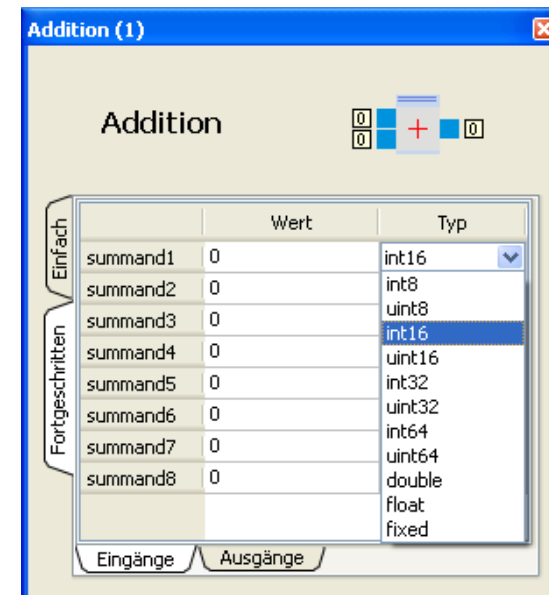 Addition (1)
Addition
0
0
+
0
Einfach
Fortgeschritten
Wert Typ
summand1 0 int16
summand2 0
summand3 0
summand4 0
summand5 0
summand6 0
summand7 0
summand8 0
int8
uint8
int16
uint16
int32
uint32
int64
uint64
double
float
fixed
Eingänge Ausgänge